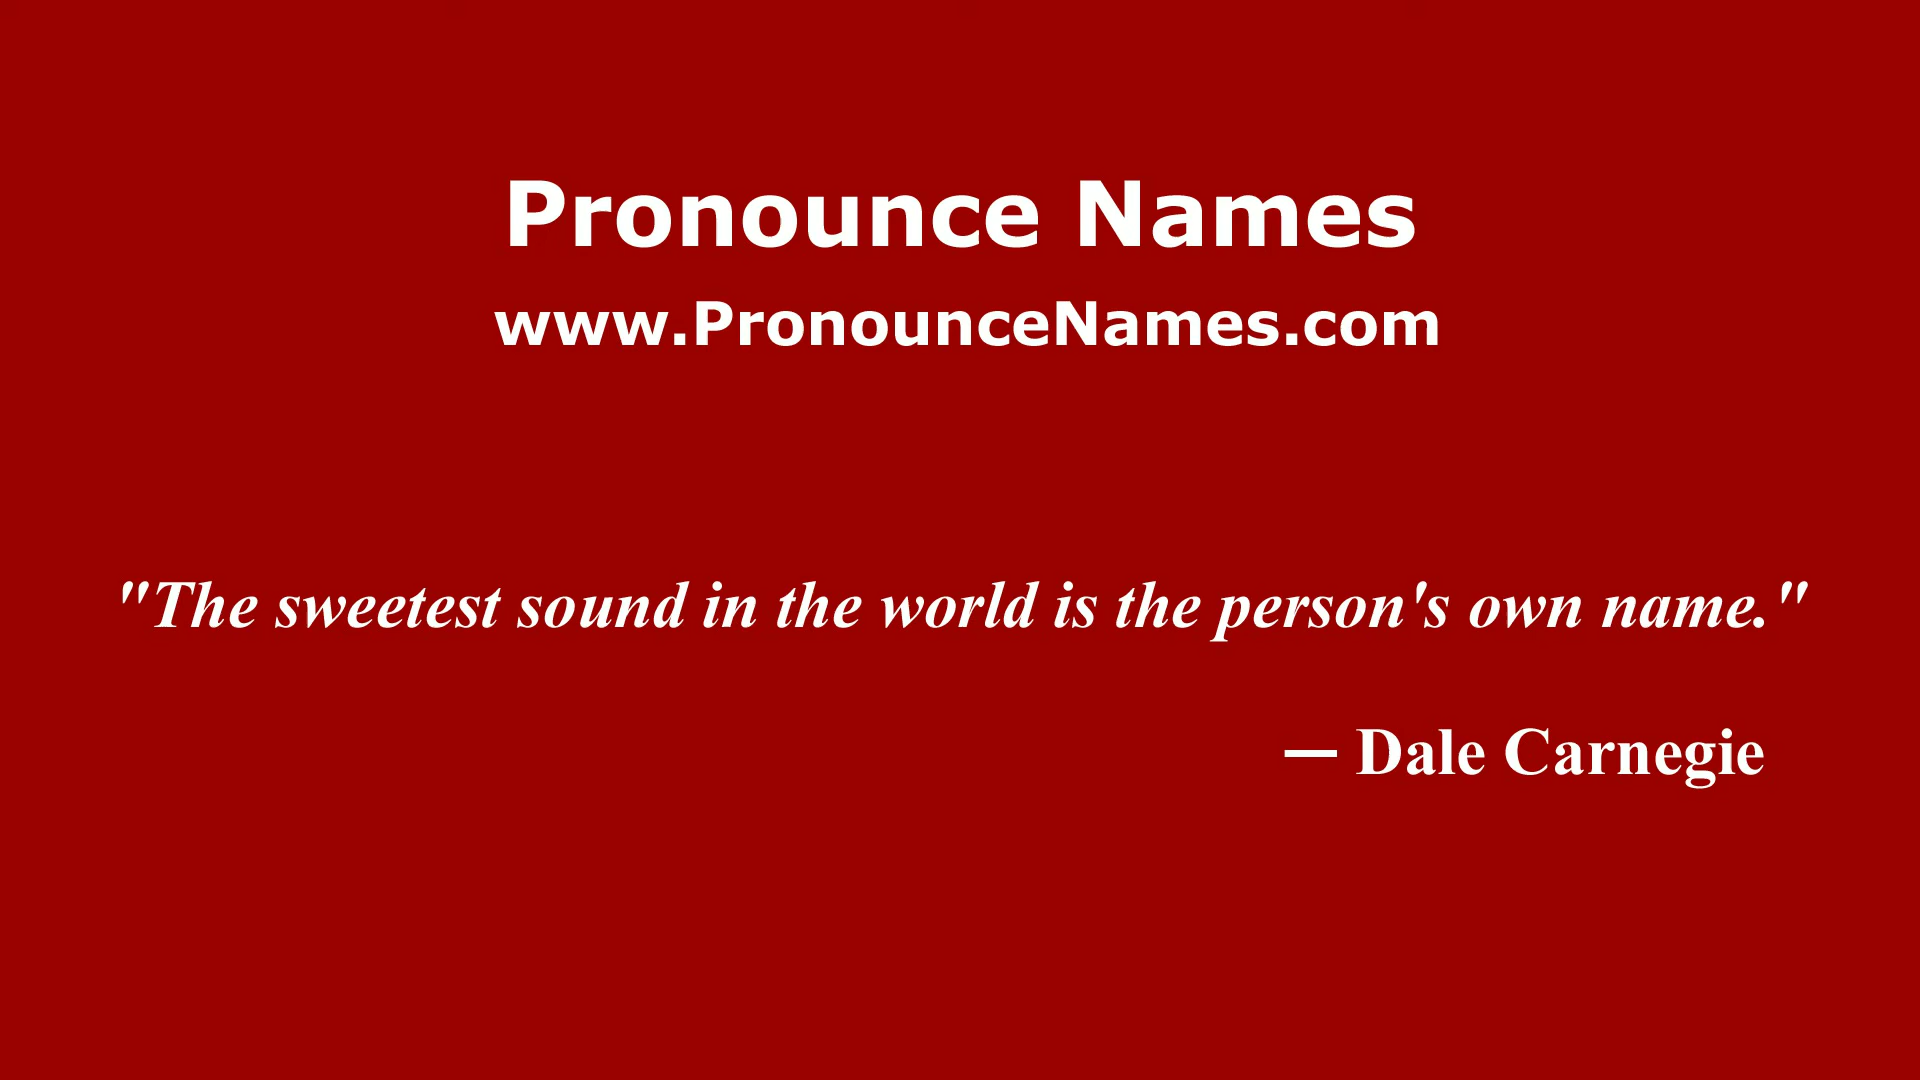 Pronounce Names
www.PronounceNames.com
"The sweetest sound in the world is the person's own name."
— Dale Carnegie